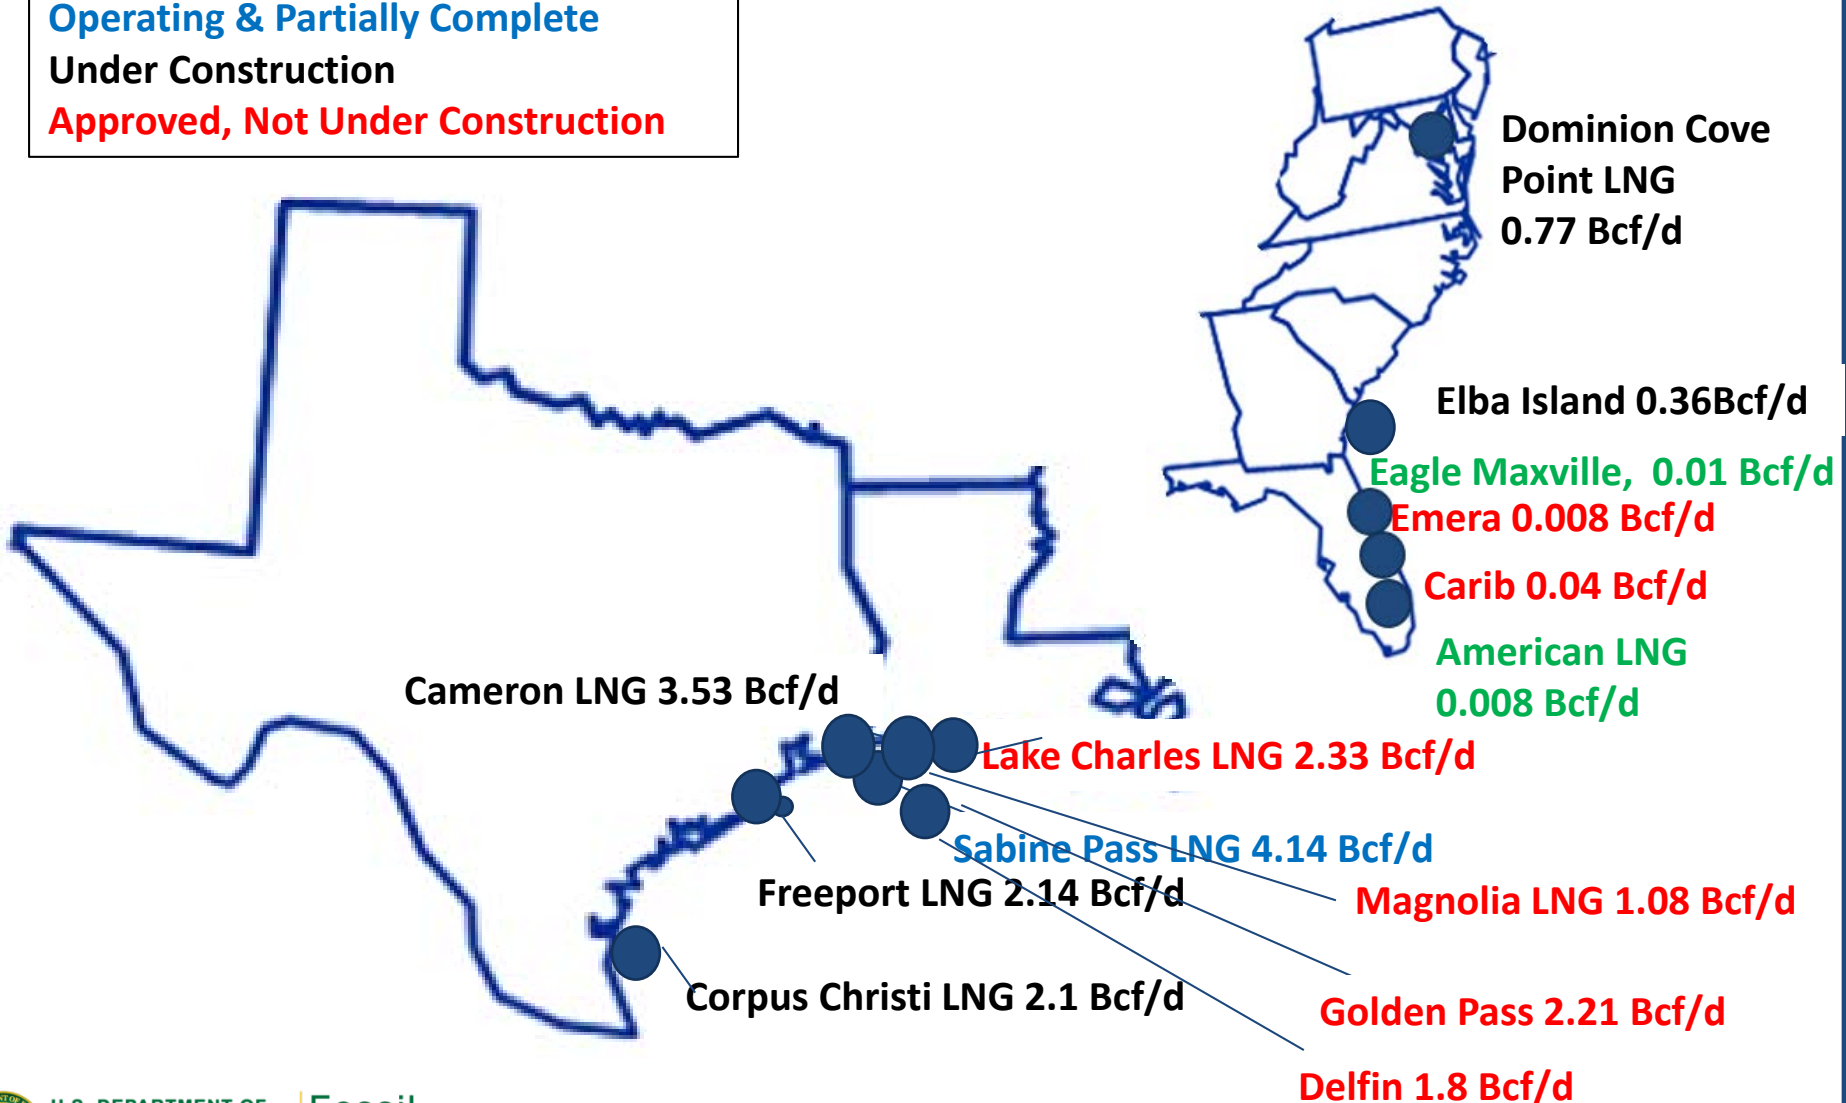 Operating & Partially Complete
Under Construction
Approved, Not Under Construction
Dominion Cove
Point LNG
0.77 Bcf/d
Elba Island 0.36Bcf/d
Eagle Maxville, 0.01 Bcf/d
Emera 0.008 Bcf/d
Carib 0.04 Bcf/d
American LNG
0.008 Bcf/d
Cameron LNG 3.53 Bcf/d
Lake Charles LNG 2.33 Bcf/d
Sabine Pass LNG 4.14 Bcf/d
Freeport LNG 2.14 Bcf/d
Magnolia LNG 1.08 Bcf/d
Corpus Christi LNG 2.1 Bcf/d
Golden Pass 2.21 Bcf/d
Delfin 1.8 Bcf/d
U.S. DEPARTMENT OF
Fossil